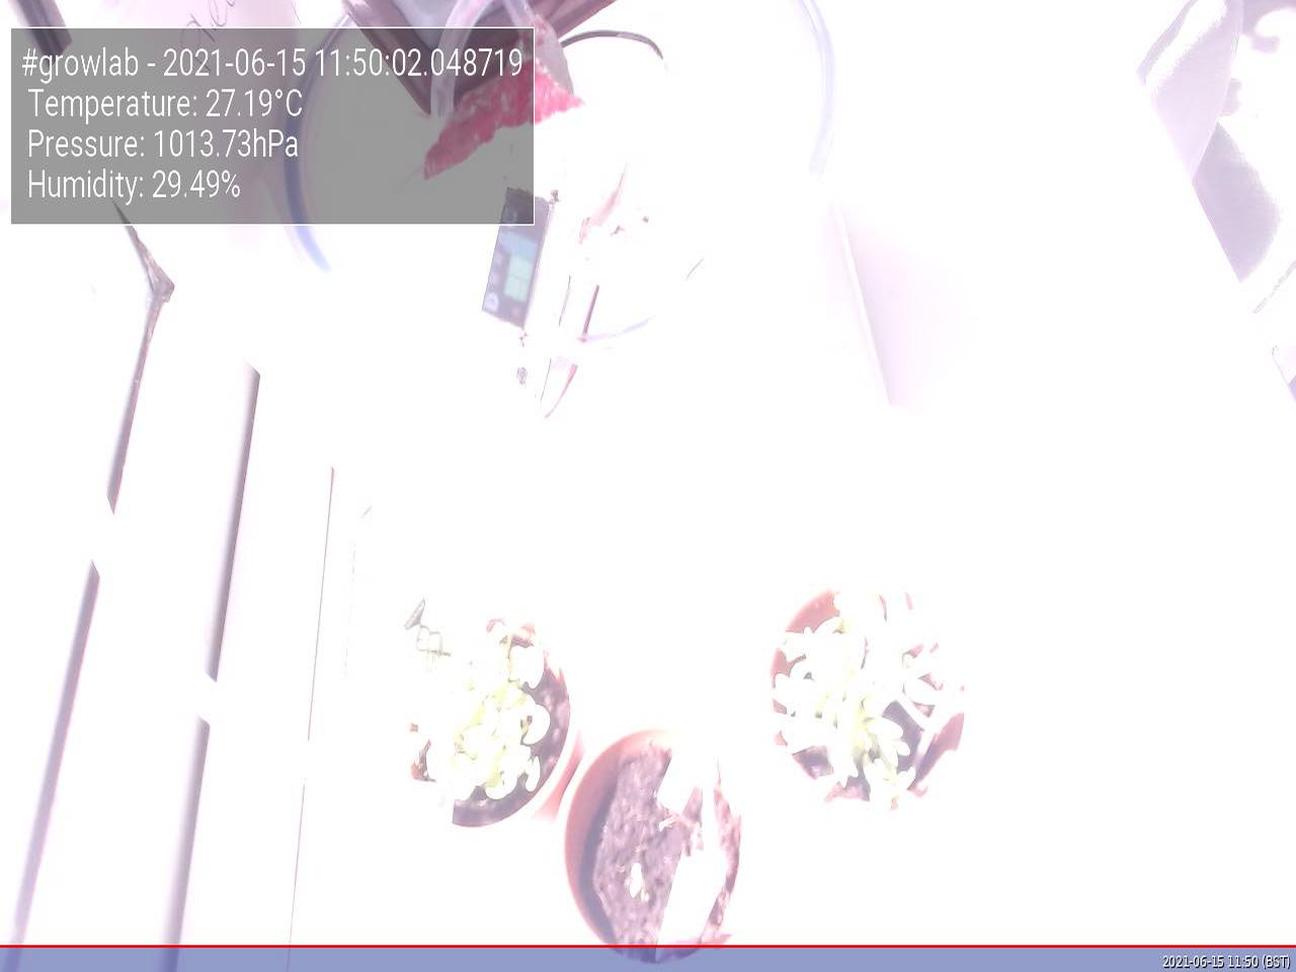 #growlab - 2021-06-15 11:50:02.048719
Temperature: 27.19°C
Pressure: 1013.73hPa
Humidity: 29.49%
2021-06-15 11:50 (BST)